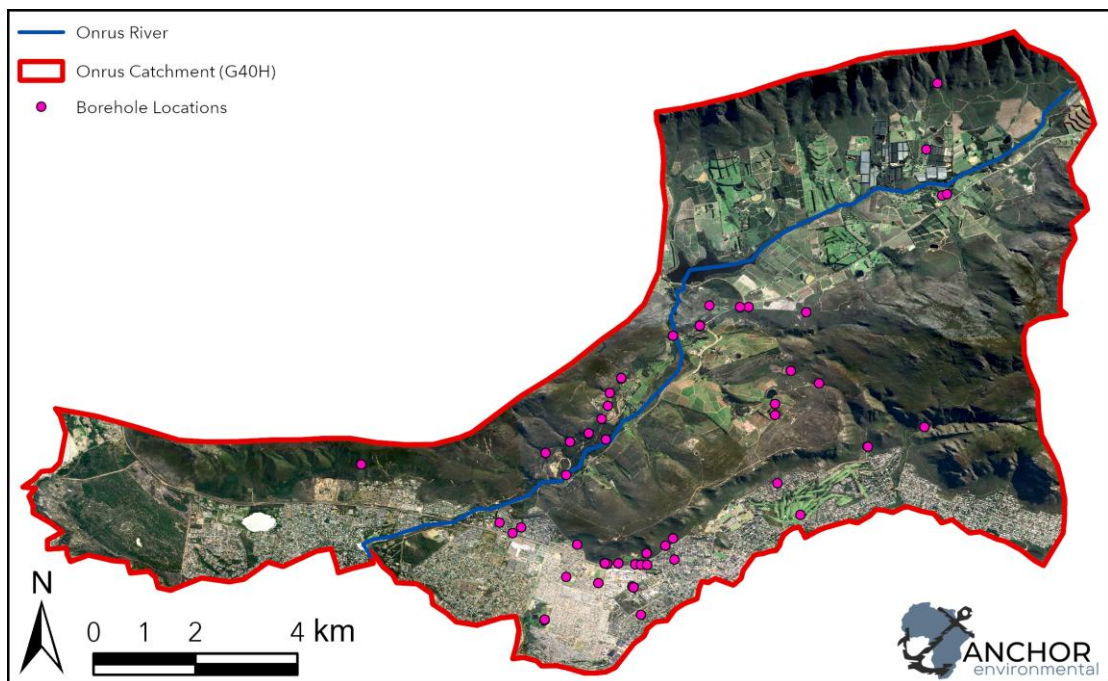 Onrus River
Onrus Catchment (G40H)
Borehole Locations
N
0 1 2 4 km
ANCHOR
environmental